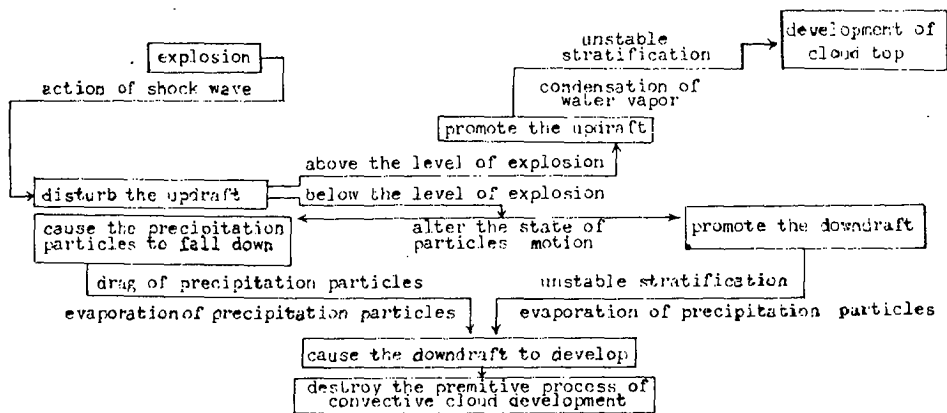 explosion
action of shock wave
unstable
stratification
development of
cloud top
condensation of
water vapor
promote the updraft
above the level of explosion
disturb the updraft
below the level of explosion
cause the precipitation
particles to fall down
alter the state of
particles motion
promote the downdraft
drag of precipitation particles
unstable stratification
evaporation of precipitation particles
evaporation of precipitation particles
cause the downdraft to develop
destroy the premitive process of
convective cloud development